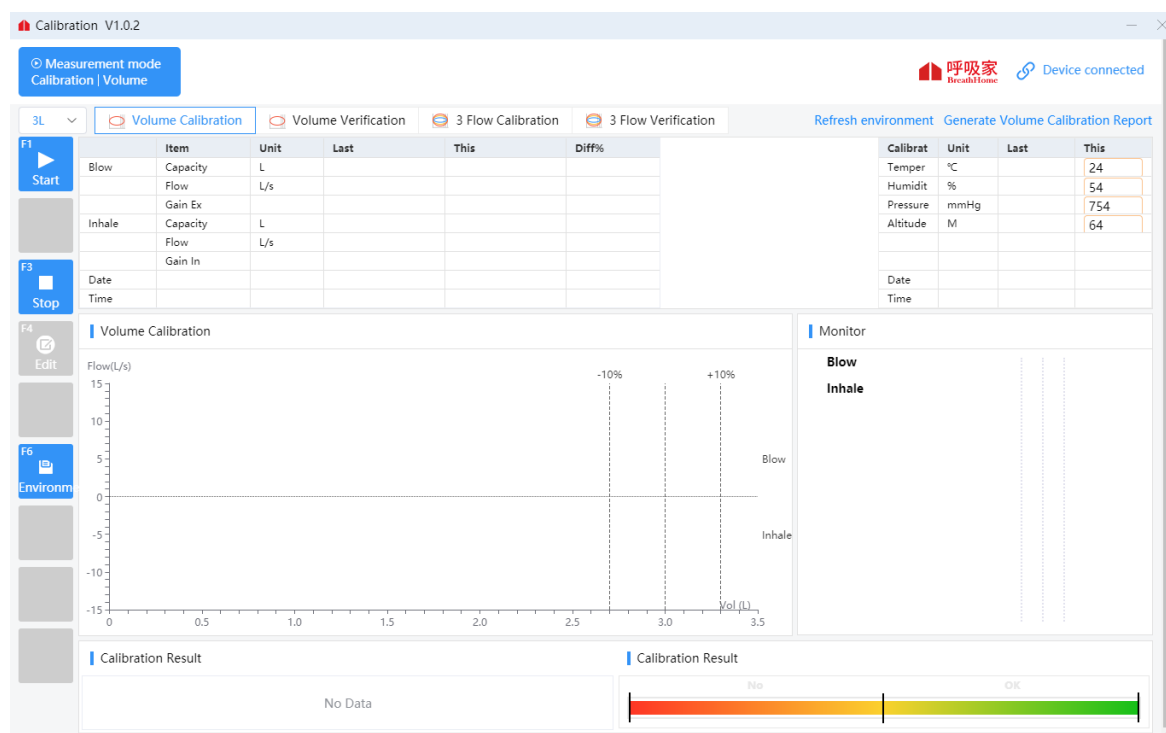 Calibration V1.0.2
Measurement mode
Calibration | Volume
呼吸家
BreathHome
Device connected
3L
Volume Calibration
Volume Verification
3 Flow Calibration
3 Flow Verification
Refresh environment
Generate Volume Calibration Report
F1
Start
F3
Stop
F4
Edit
F6
Environm
Item Unit Last This Diff%
Blow Capacity L
Flow L/s
Gain Ex
Inhale Capacity L
Flow L/s
Gain In
Date
Time
Calibrat Unit Last This
Temper ℃ 24
Humidit % 54
Pressure mmHg 754
Altitude M 64
Date
Time
Volume Calibration
Flow(L/s)
-10% +10%
15
10
5
Blow
0
-5
Inhale
-10
-15
Vol (L)
0 0.5 1.0 1.5 2.0 2.5 3.0 3.5
Monitor
Blow
Inhale
Calibration Result
No Data
Calibration Result
No OK